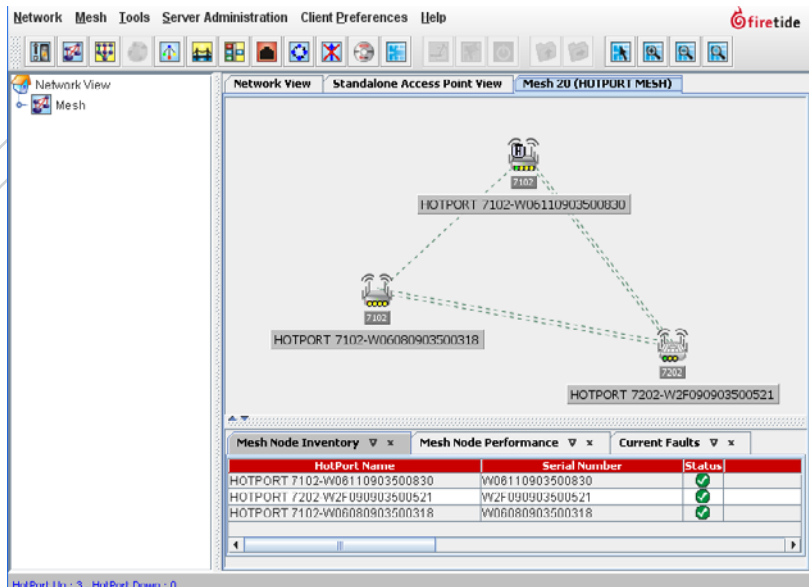 Network Mesh Tools Server Administration Client Preferences Help
firetide
Network View
Mesh
Network View Standalone Access Point View Mesh 20 (HOTPORT MESH)
7102
HOTPORT 7102-W06110903500830
7102
HOTPORT 7102-W06080903500318
7202
HOTPORT 7202-W2F090903500521
Mesh Node Inventory Mesh Node Performance Current Faults
HotPort Name Serial Number Status
HOTPORT 7102-W06110903500830 W06110903500830
HOTPORT 7202-W2F090903500521 W2F090903500521
HOTPORT 7102-W06080903500318 W06080903500318
HotPort Up : 3 HotPort Down : 0